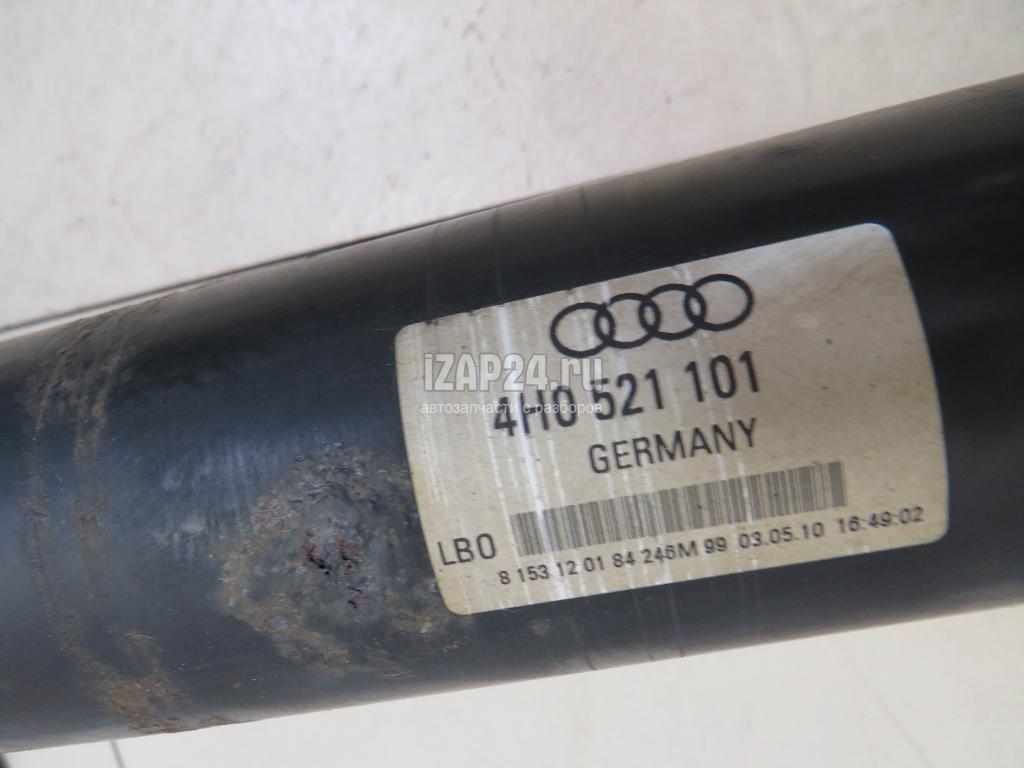 iZAP24.ru
автозапчасти с разборов
4H0 521 101
GERMANY
LB0
8 153 12 01 84 246M 99 03.05.10 16:49:02